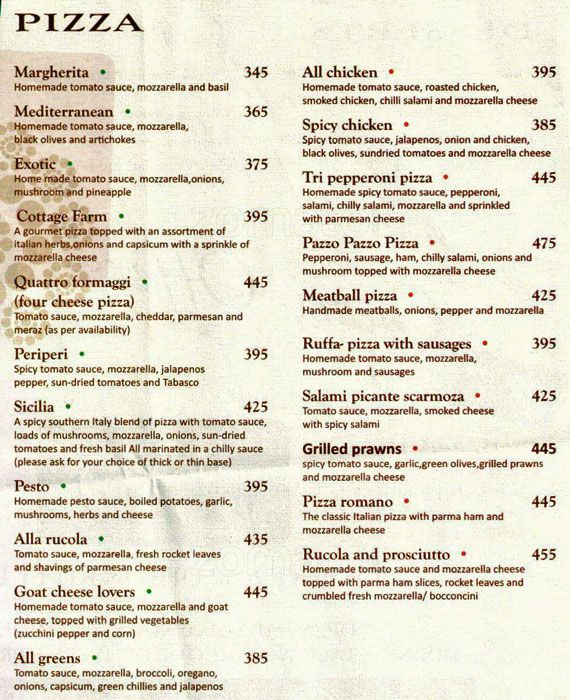 PIZZA
Margherita • 345
Homemade tomato sauce, mozzarella and basil
Mediterranean • 365
Homemade tomato sauce, mozzarella,
black olives and artichokes
Exotic • 375
Home made tomato sauce, mozzarella,onions,
mushroom and pineapple
Cottage Farm • 395
A gourmet pizza topped with an assortment of
italian herbs,onions and capsicum with a sprinkle of
mozzarella cheese
Quattro formaggi • 445
(four cheese pizza)
Tomato sauce, mozzarella, cheddar, parmesan and
meraz (as per availability)
Periperi • 395
Spicy tomato sauce, mozzarella, jalapenos
pepper, sun-dried tomatoes and Tabasco
Sicilia • 425
A spicy southern Italy blend of pizza with tomato sauce,
loads of mushrooms, mozzarella, onions, sun-dried
tomatoes and fresh basil All marinated in a chilly sauce
(please ask for your choice of thick or thin base)
Pesto • 395
Homemade pesto sauce, boiled potatoes, garlic,
mushrooms, herbs and cheese
Alla rucola • 435
Tomato sauce, mozzarella, fresh rocket leaves
and shavings of parmesan cheese
Goat cheese lovers • 445
Homemade tomato sauce, mozzarella and goat
cheese, topped with grilled vegetables
(zucchini pepper and corn)
All greens • 385
Tomato sauce, mozzarella, broccoli, oregano,
onions, capsicum, green chillies and jalapenos
All chicken • 395
Homemade tomato sauce, roasted chicken,
smoked chicken, chilli salami and mozzarella cheese
Spicy chicken • 385
Spicy tomato sauce, jalapenos, onion and chicken,
black olives, sundried tomatoes and mozzarella cheese
Tri pepperoni pizza • 445
Homemade spicy tomato sauce, pepperoni,
salami, chilly salami, mozzarella and sprinkled
with parmesan cheese
Pazzo Pazzo Pizza • 475
Pepperoni, sausage, ham, chilly salami, onions and
mushroom topped with mozzarella cheese
Meatball pizza • 425
Handmade meatballs, onions, pepper and mozzarella
Ruffa- pizza with sausages • 395
Homemade tomato sauce, mozzarella,
mushroom and sausages
Salami picante scarmoza • 425
Tomato sauce, mozzarella, smoked cheese
with spicy salami
Grilled prawns • 445
spicy tomato sauce, garlic,green olives,grilled prawns
and mozzarella cheese
Pizza romano • 445
The classic Italian pizza with parma ham and
mozzarella cheese
Rucola and prosciutto • 455
Homemade tomato sauce and mozzarella cheese
topped with parma ham slices, rocket leaves and
crumbled fresh mozzarella/ bocconcini